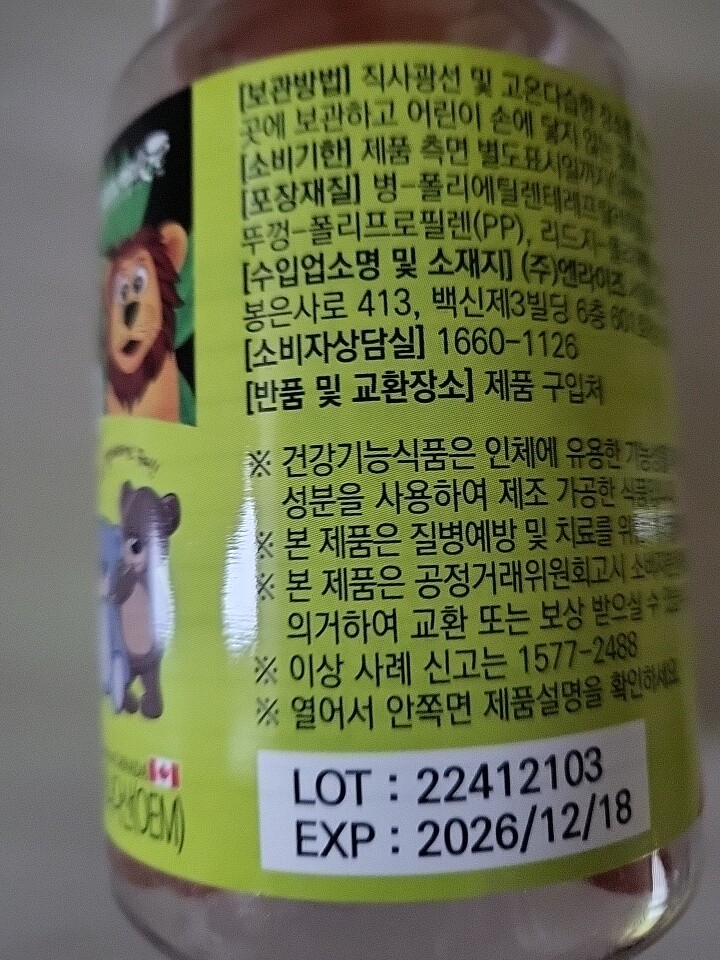 [보관방법] 직사광선 및 고온다습한
곳에 보관하고 어린이 손에 닿지 않는
[소비기한] 제품 측면 별도표시일까지
[포장재질] 병-폴리에틸렌테레프
뚜껑-폴리프로필렌(PP), 리드지-
[수입업소명 및 소재지] (주)엔라이즈
봉은사로 413, 백신제3빌딩 6층
[소비자상담실] 1660-1126
[반품 및 교환장소] 제품 구입처
※ 건강기능식품은 인체에 유용한
성분을 사용하여 제조 가공한
※ 본 제품은 질병예방 및 치료를
※ 본 제품은 공정거래위원회고시
의거하여 교환 또는 보상 받으실 수
※ 이상 사례 신고는 1577-2488
※ 열어서 안쪽면 제품설명을 확인하세요
(OEM)
LOT : 22412103
EXP : 2026/12/18